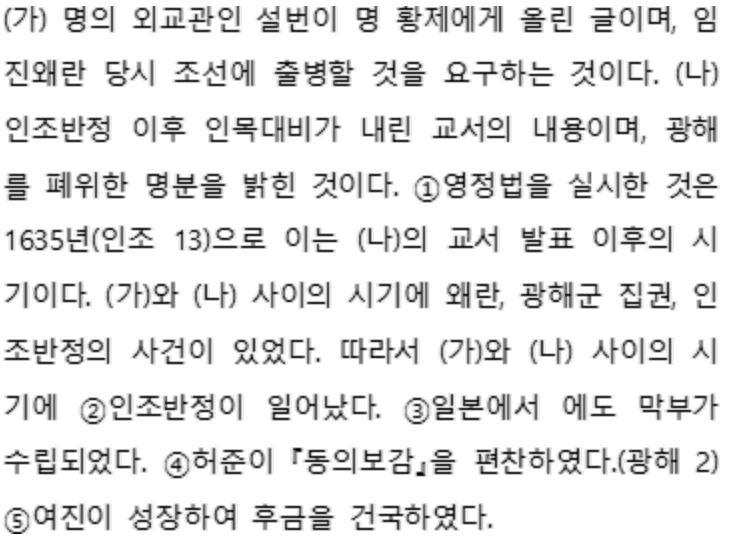 (가) 명의 외교관인 설번이 명 황제에게 올린 글이며, 임
진왜란 당시 조선에 출병할 것을 요구하는 것이다. (나)
인조반정 이후 인목대비가 내린 교서의 내용이며, 광해
를 폐위한 명분을 밝힌 것이다. ①영정법을 실시한 것은
1635년(인조 13)으로 이는 (나)의 교서 발표 이후의 시
기이다. (가)와 (나) 사이의 시기에 왜란, 광해군 집권, 인
조반정의 사건이 있었다. 따라서 (가)와 (나) 사이의 시
기에 ②인조반정이 일어났다. ③일본에서 에도 막부가
수립되었다. ④허준이 『동의보감』을 편찬하였다.(광해 2)
⑤여진이 성장하여 후금을 건국하였다.